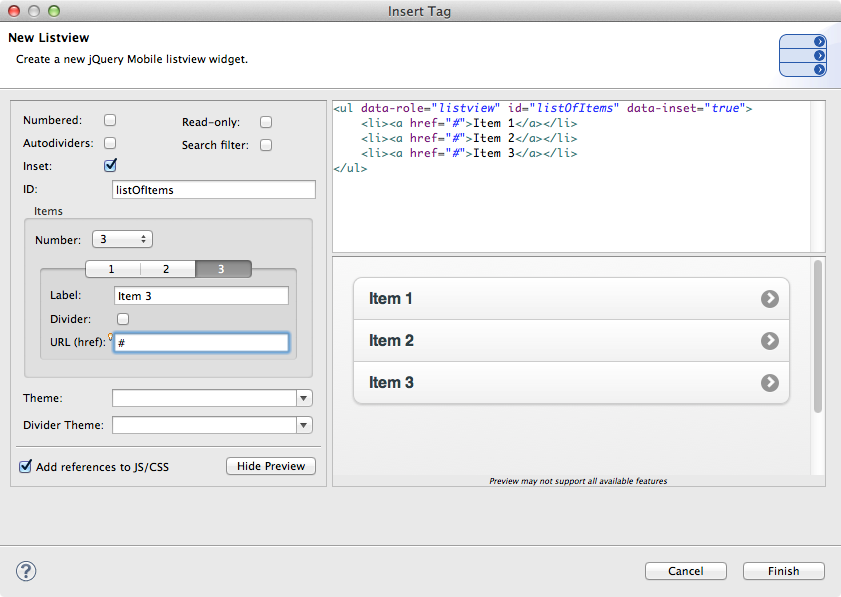 Insert Tag
New Listview
Create a new jQuery Mobile listview widget.
Numbered:
Read-only:
Autodividers:
Search filter:
Inset:
ID:
listOfItems
Items
Number:
3
1 2 3
Label:
Item 3
Divider:
URL (href):
#
Theme:
Divider Theme:
Add references to JS/CSS
Hide Preview
<ul data-role="listview" id="listOfItems" data-inset="true">
<li><a href="#">Item 1</a></li>
<li><a href="#">Item 2</a></li>
<li><a href="#">Item 3</a></li>
</ul>
Item 1
Item 2
Item 3
Preview may not support all available features
?
Cancel
Finish